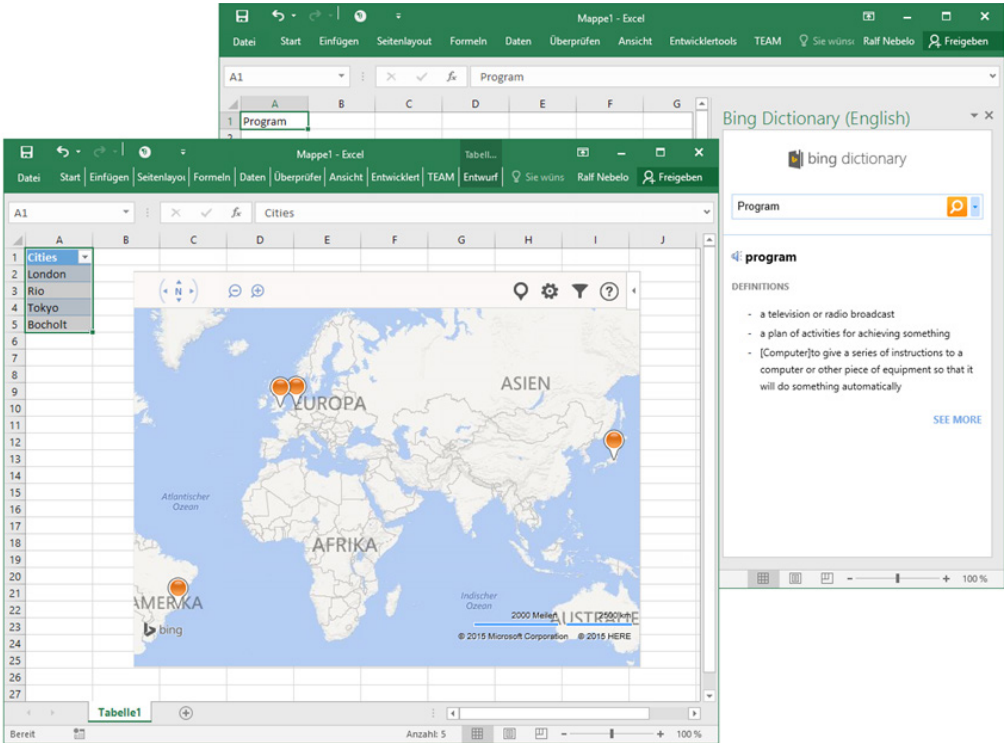 Mappe1 - Excel
Datei Start Einfügen Seitenlayout Formeln Daten Überprüfen Ansicht Entwicklertools TEAM Sie wünsc Ralf Nebelo Freigeben
A1 fx Program
A B C D E F G
1 Program
2
Bing Dictionary (English)
bing dictionary
Program
program
DEFINITIONS
- a television or radio broadcast
- a plan of activities for achieving something
- [Computer]to give a series of instructions to a
computer or other piece of equipment so that it
will do something automatically
SEE MORE
100 %
Mappe1 - Excel Tabell...
Datei Start Einfügen Seitenlayou Formeln Daten Überprüfer Ansicht Entwicklert TEAM Entwurf Sie wüns Ralf Nebelo Freigeben
A1 fx Cities
A B C D E F G H I J
1 Cities
2 London
3 Rio
4 Tokyo
5 Bocholt
6
7
8
9
10
11
12
13
14
15
16
17
18
19
20
21
22
23
24
25
26
27
N
?
ASIEN
EUROPA
Atlantischer
Ozean
AFRIKA
AMERIKA
Indischer
Ozean
2000 Meilen 2500 km
AUSTRALIE
bing
© 2015 Microsoft Corporation © 2015 HERE
Tabelle1
Bereit Anzahl: 5 100 %